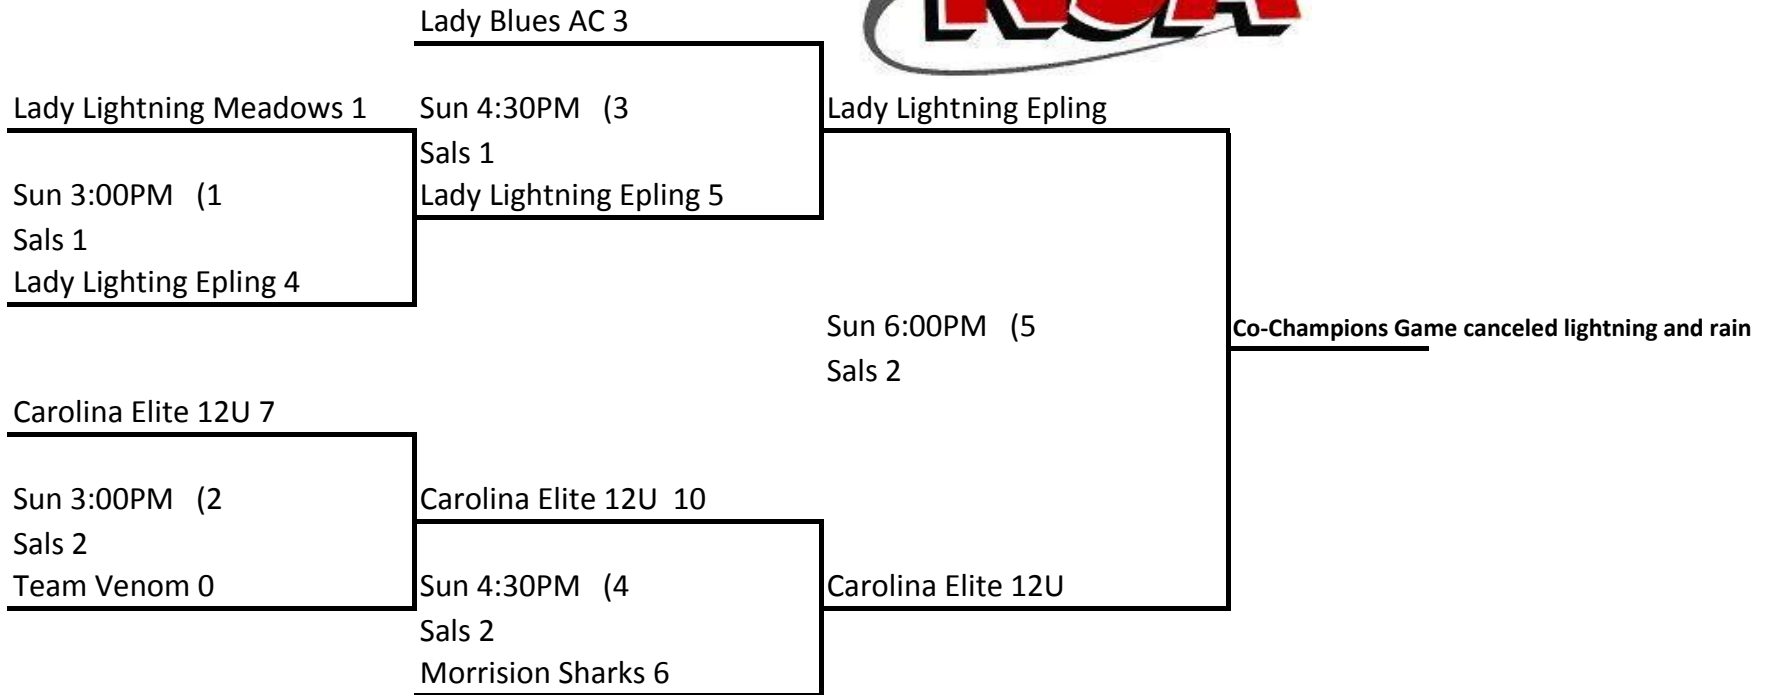 NSA
Lady Blues AC 3
Lady Lightning Meadows 1
Sun 4:30PM (3
Lady Lightning Epling
Sals 1
Sun 3:00PM (1
Lady Lightning Epling 5
Sals 1
Lady Lighting Epling 4
Sun 6:00PM (5
Co-Champions Game canceled lightning and rain
Sals 2
Carolina Elite 12U 7
Sun 3:00PM (2
Carolina Elite 12U 10
Sals 2
Team Venom 0
Sun 4:30PM (4
Carolina Elite 12U
Sals 2
Morrision Sharks 6